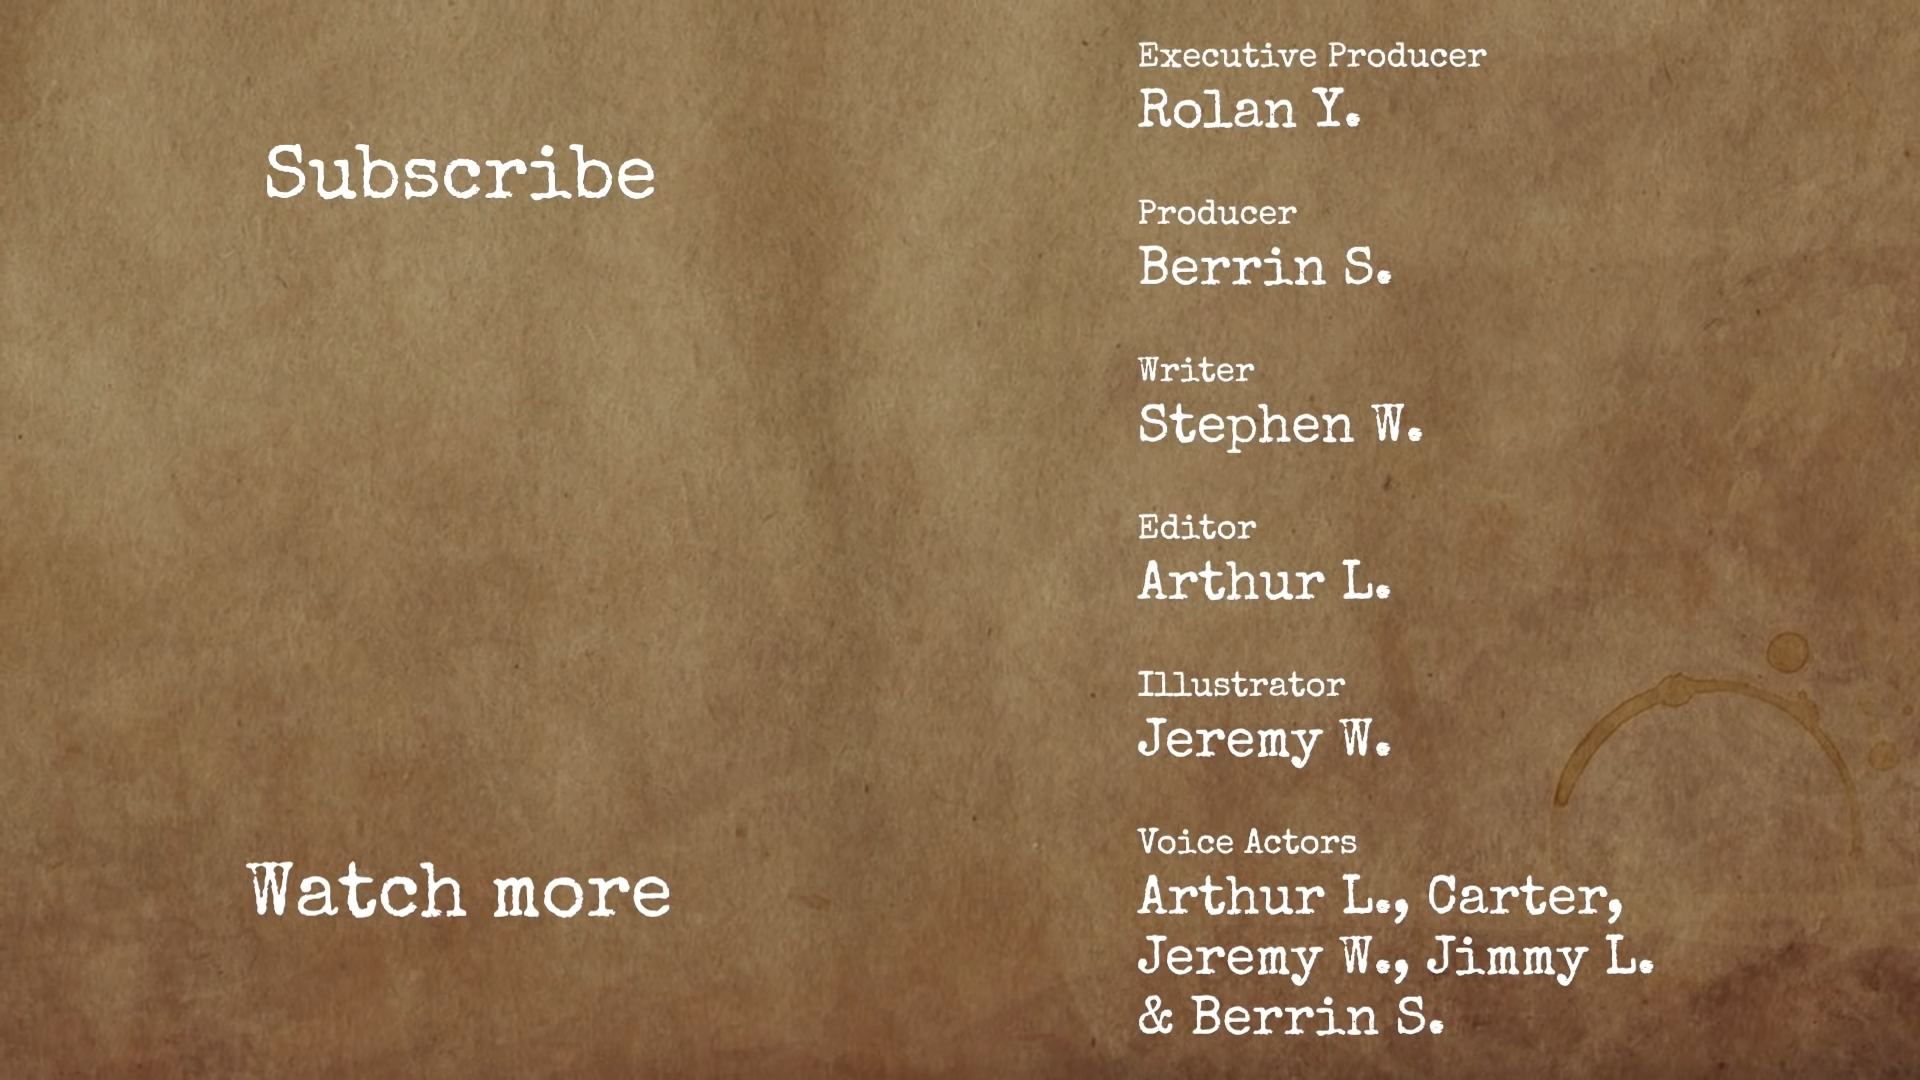 Subscribe
Watch more
Executive Producer
Rolan Y.
Producer
Berrin S.
Writer
Stephen W.
Editor
Arthur L.
Illustrator
Jeremy W.
Voice Actors
Arthur L., Carter,
Jeremy W., Jimmy L.
& Berrin S.